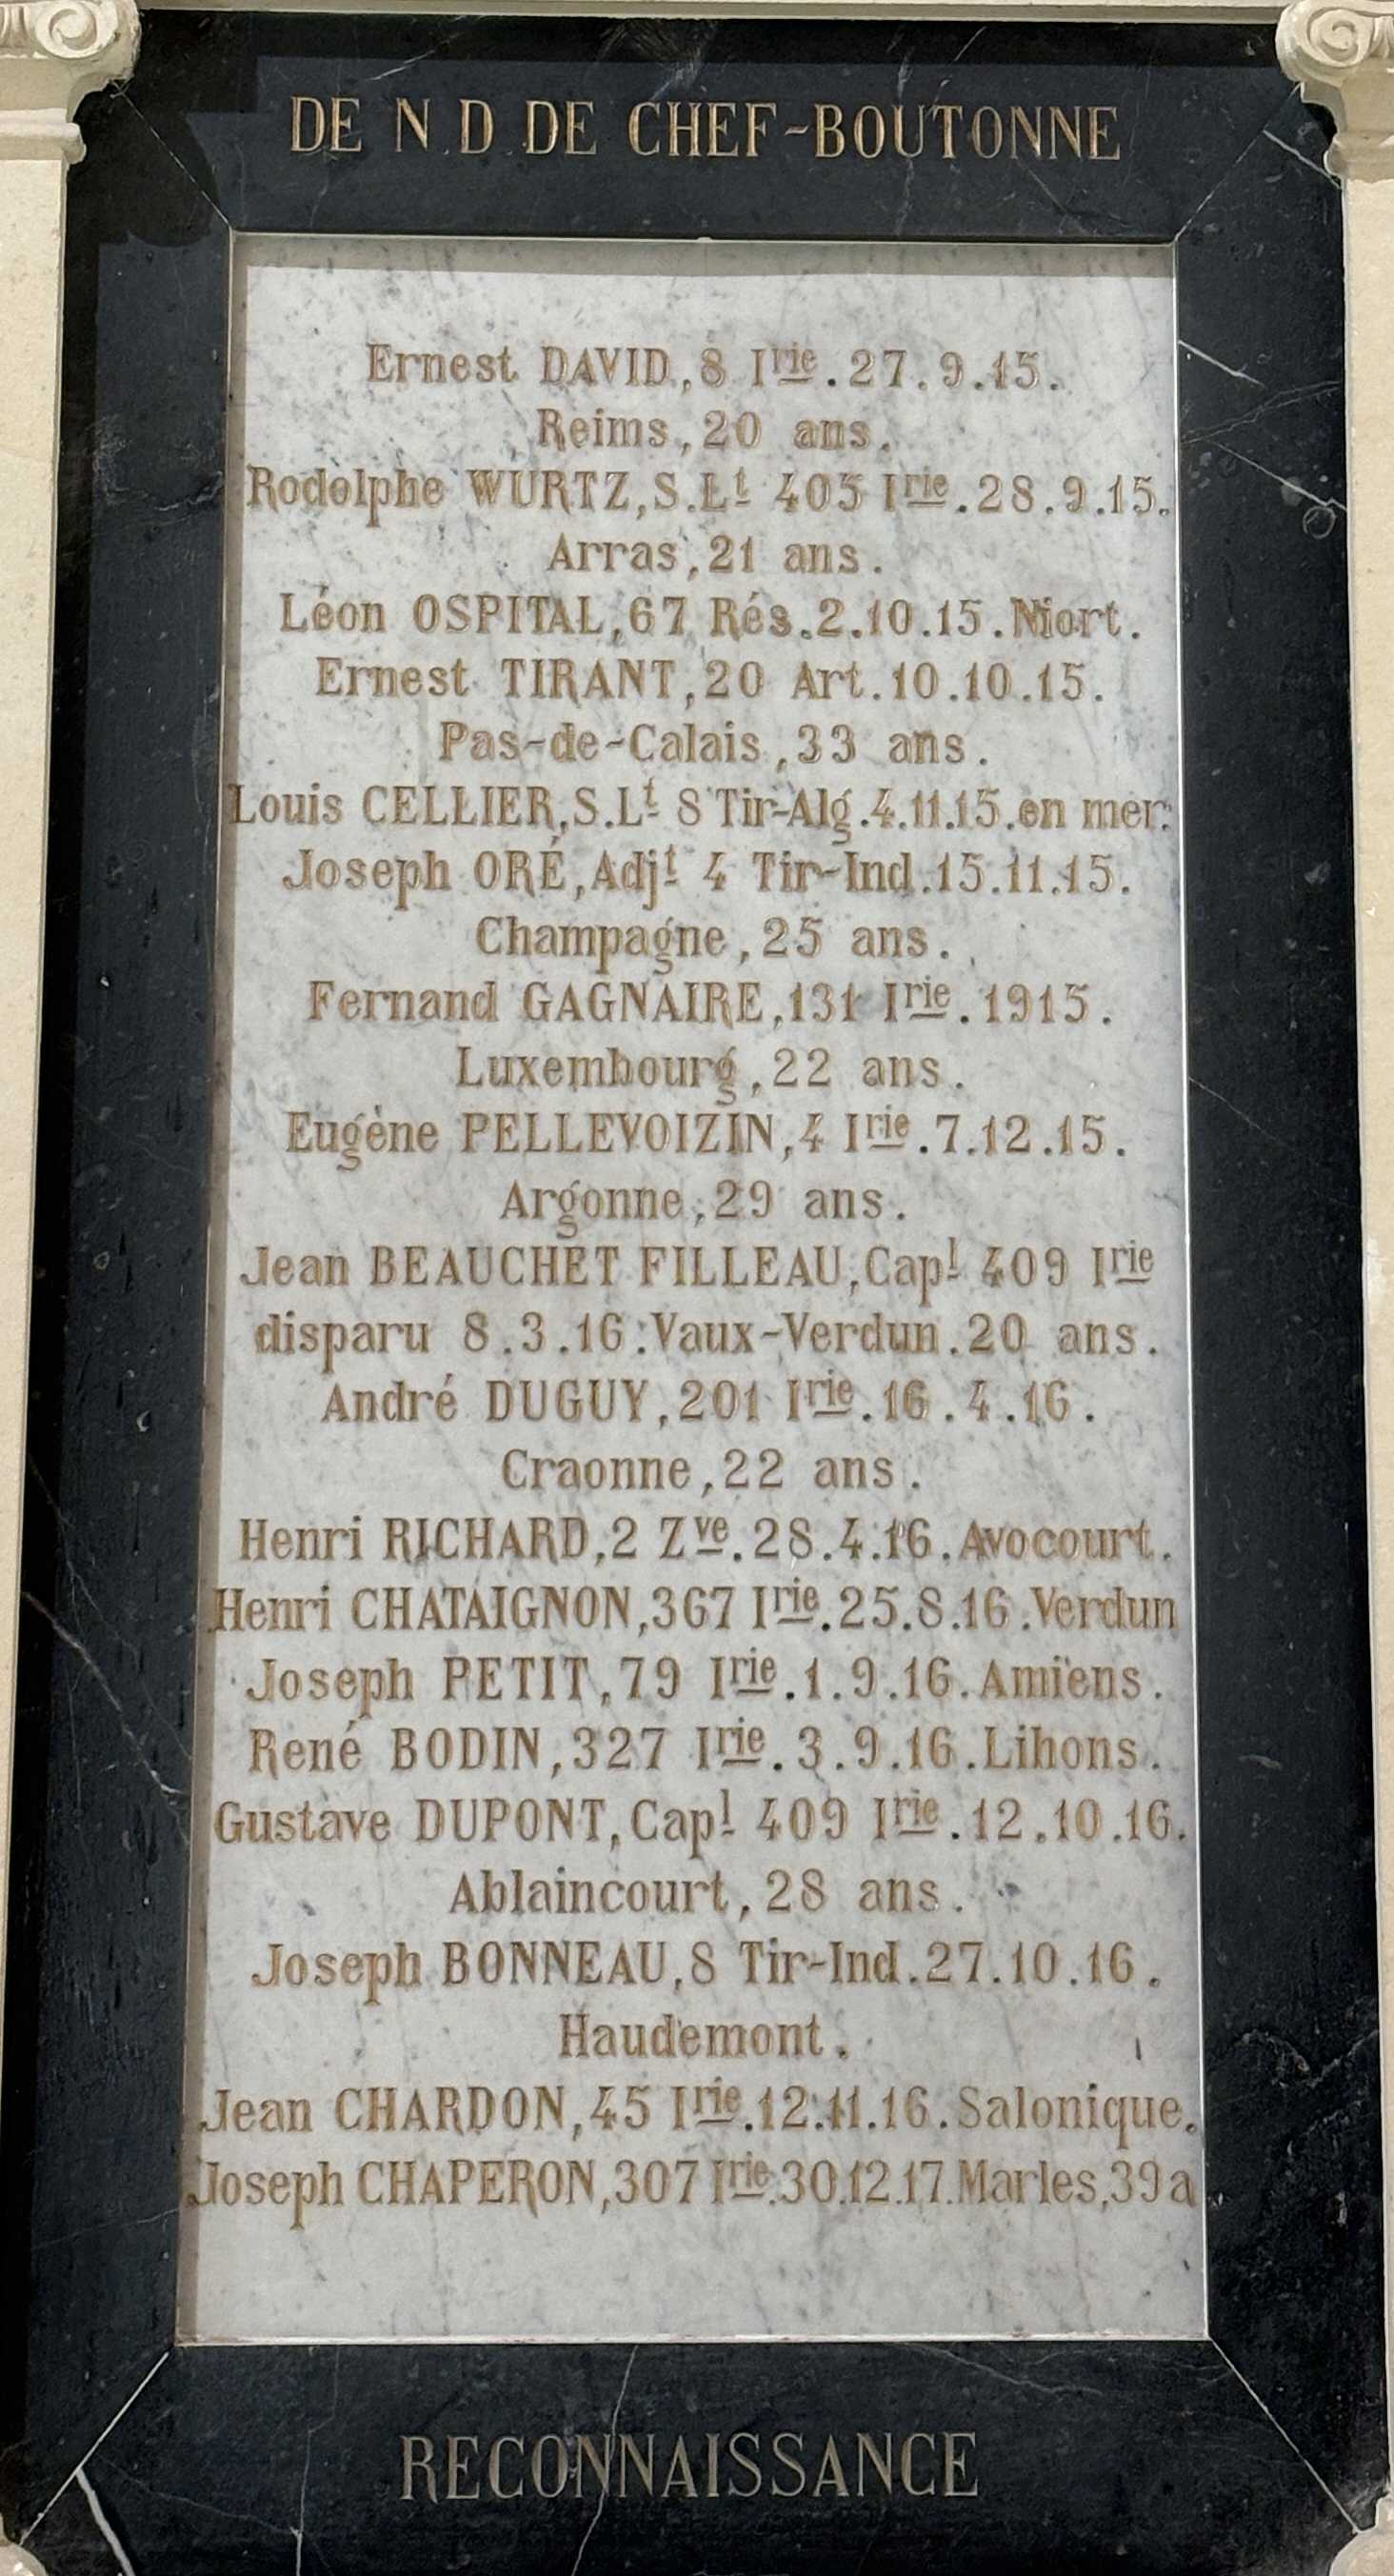 DE N D DE CHEF-BOUTONNE
Ernest DAVID, 8 Irie. 27.9.15.
Reims, 20 ans.
Rodolphe WURTZ, S.Lt 405 Irie. 28.9.15.
Arras, 21 ans.
Léon OSPITAL, 67 Rés. 2.10.15. Niort.
Ernest TIRANT, 20 Art. 10.10.15.
Pas-de-Calais, 33 ans.
Louis CELLIER, S.Lt 8 Tir-Alg. 4.11.15. en mer.
Joseph ORÉ, Adjt 4 Tir-Ind. 15.11.15.
Champagne, 25 ans.
Fernand GAGNAIRE, 131 Irie. 1915.
Luxembourg, 22 ans.
Eugène PELLEVOIZIN, 4 Irie. 7.12.15.
Argonne, 29 ans.
Jean BEAUCHET FILLEAU, Capl 409 Irie
disparu 8.3.16. Vaux-Verdun. 20 ans.
André DUGUY, 201 Irie. 16.4.16.
Craonne, 22 ans.
Henri RICHARD, 2 Zve. 28.4.16. Avocourt.
Henri CHATAIGNON, 367 Irie. 25.8.16. Verdun
Joseph PETIT, 79 Irie. 1.9.16. Amiens.
René BODIN, 327 Irie. 3.9.16. Lihons.
Gustave DUPONT, Capl 409 Irie. 12.10.16.
Ablaincourt, 28 ans.
Joseph BONNEAU, 8 Tir-Ind. 27.10.16.
Haudemont.
Jean CHARDON, 45 Irie. 12.11.16. Salonique.
Joseph CHAPERON, 307 Irie. 30.12.17. Marles, 39 a
RECONNAISSANCE